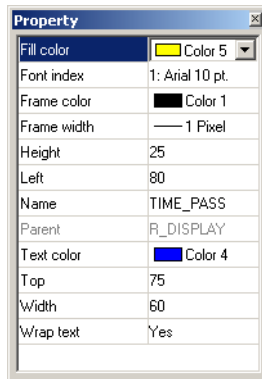 Property
Fill color Color 5
Font index 1: Arial 10 pt.
Frame color Color 1
Frame width 1 Pixel
Height 25
Left 80
Name TIME_PASS
Parent R_DISPLAY
Text color Color 4
Top 75
Width 60
Wrap text Yes